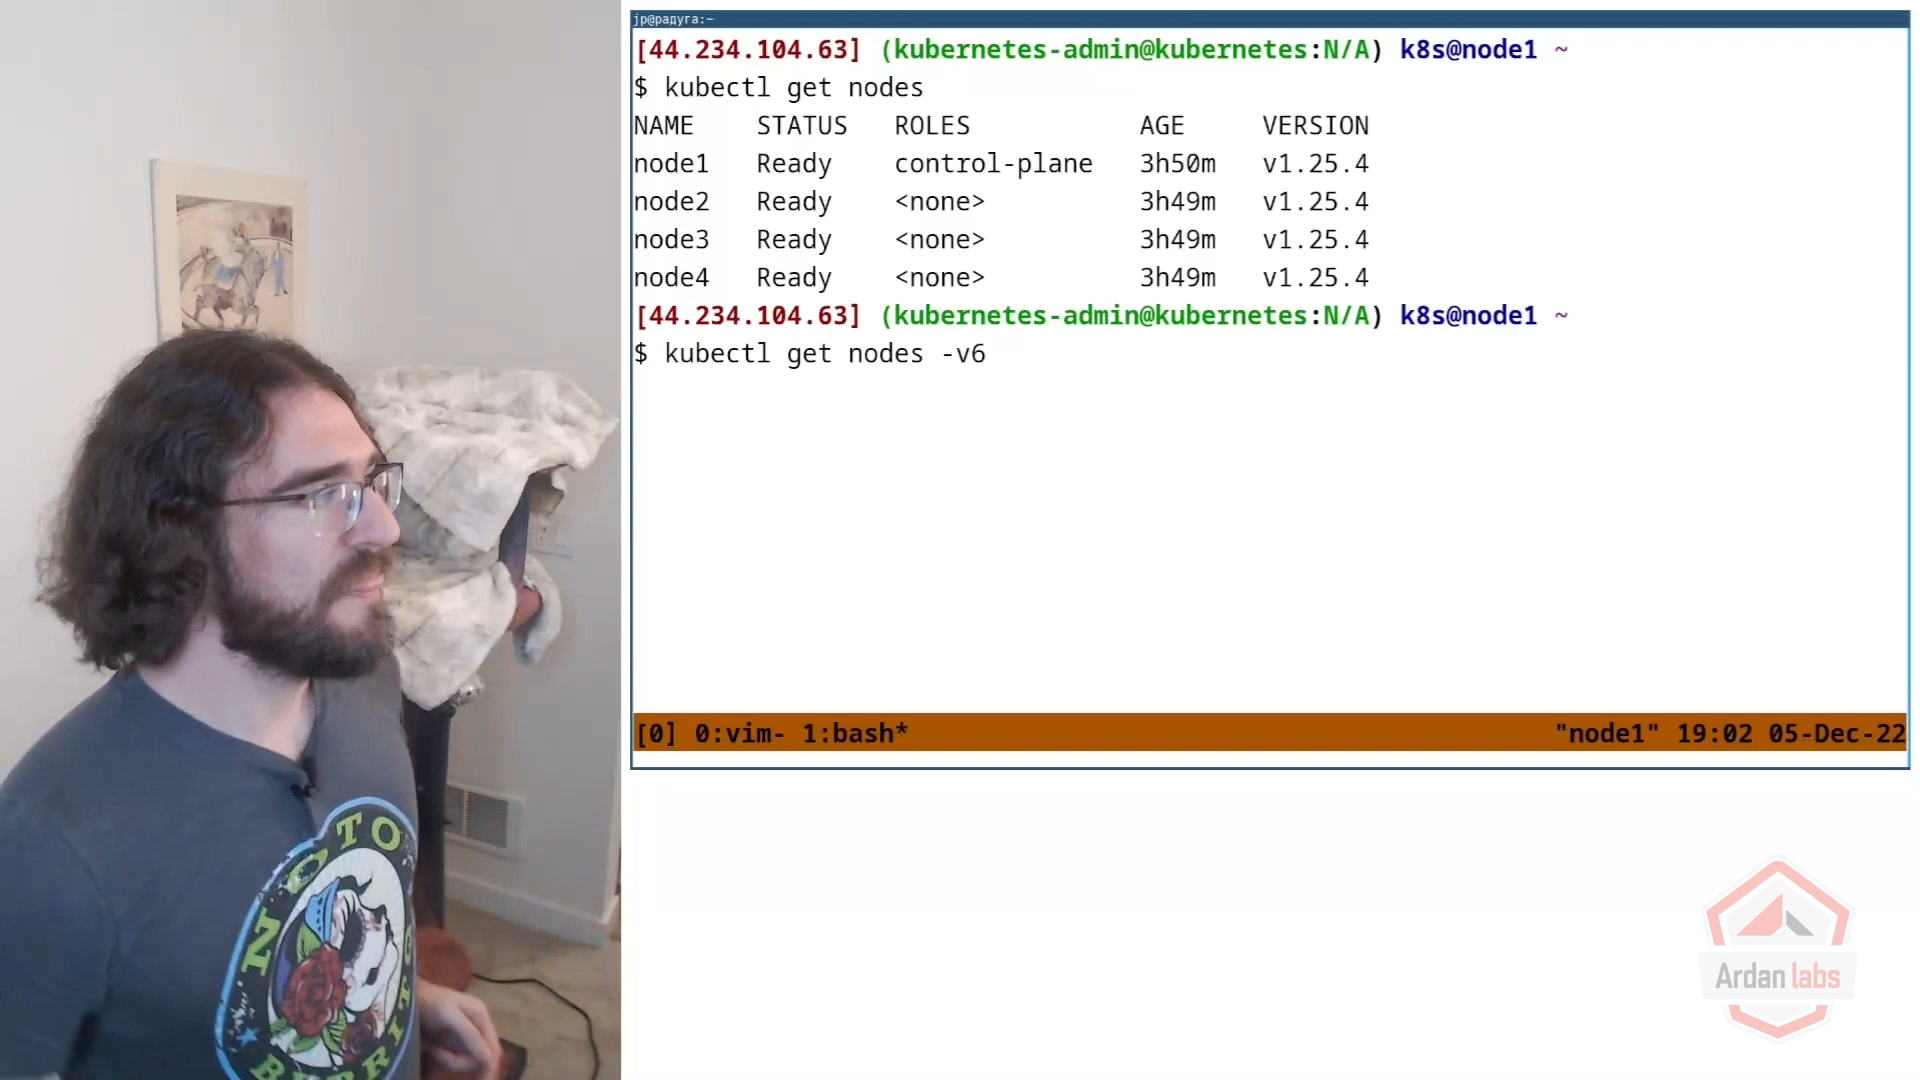 jp@радуга:~
[44.234.104.63] (kubernetes-admin@kubernetes:N/A) k8s@node1 ~
$ kubectl get nodes
NAME STATUS ROLES AGE VERSION
node1 Ready control-plane 3h50m v1.25.4
node2 Ready <none> 3h49m v1.25.4
node3 Ready <none> 3h49m v1.25.4
node4 Ready <none> 3h49m v1.25.4
[44.234.104.63] (kubernetes-admin@kubernetes:N/A) k8s@node1 ~
$ kubectl get nodes -v6
[0] 0:vim- 1:bash* "node1" 19:02 05-Dec-22
NOTO
BURRITO
Ardan labs